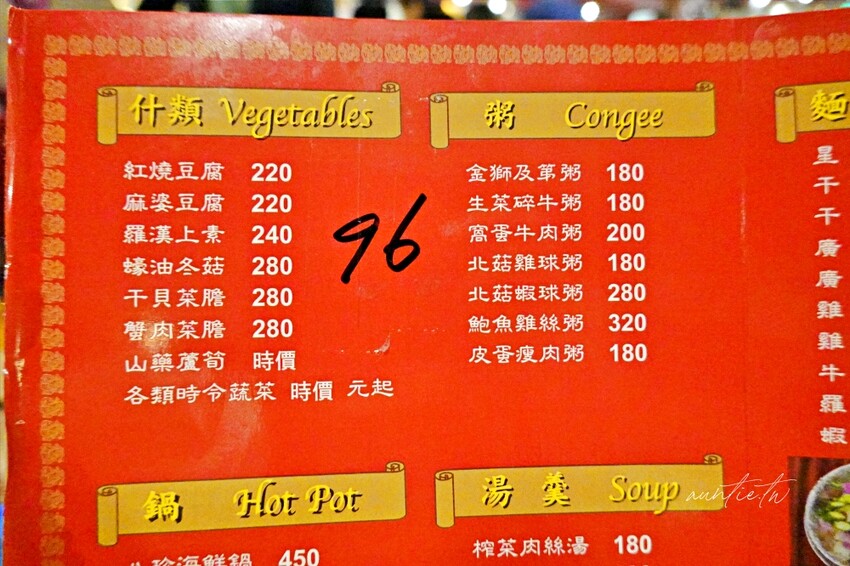 什類 Vegetables
紅燒豆腐 220
麻婆豆腐 220
羅漢上素 240
蠔油冬菇 280
干貝菜膽 280
蟹肉菜膽 280
山藥蘆筍 時價
各類時令蔬菜 時價 元起
96
粥 Congee
金獅及第粥 180
生菜碎牛粥 180
窩蛋牛肉粥 200
北菇雞球粥 180
北菇蝦球粥 280
鮑魚雞絲粥 320
皮蛋瘦肉粥 180
麵
星
干
干
廣
廣
雞
雞
牛
羅
蝦
鍋 Hot Pot
珍海鮮鍋 450
湯羹 Soup
榨菜肉絲湯 180
auntie.tw